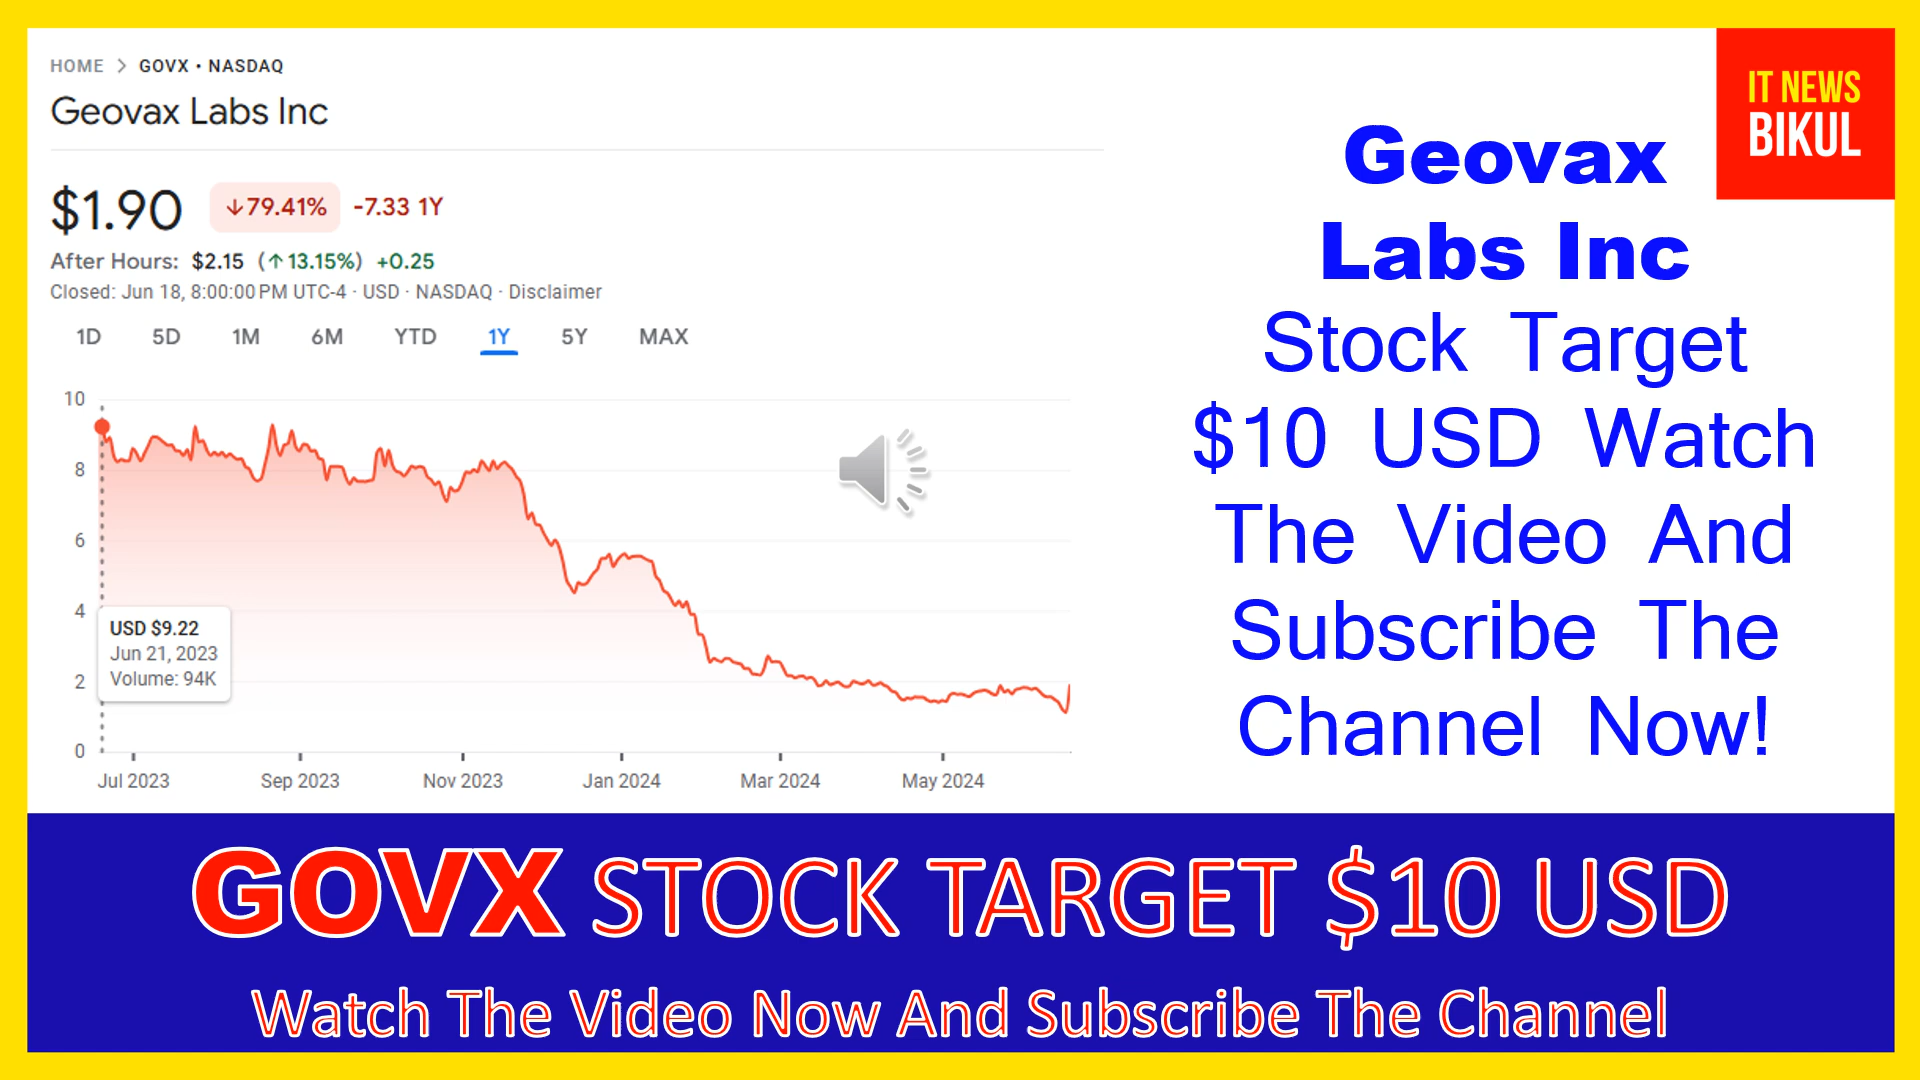 HOME > GOVX • NASDAQ
Geovax Labs Inc
$1.90 ↓79.41% -7.33 1Y
After Hours: $2.15 (↑13.15%) +0.25
Closed: Jun 18, 8:00:00 PM UTC-4 · USD · NASDAQ · Disclaimer
1D 5D 1M 6M YTD 1Y 5Y MAX
10
8
6
4
2
0
USD $9.22
Jun 21, 2023
Volume: 94K
Jul 2023 Sep 2023 Nov 2023 Jan 2024 Mar 2024 May 2024
IT NEWS
BIKUL
Geovax
Labs Inc
Stock Target
$10 USD Watch
The Video And
Subscribe The
Channel Now!
GOVX STOCK TARGET $10 USD
Watch The Video Now And Subscribe The Channel